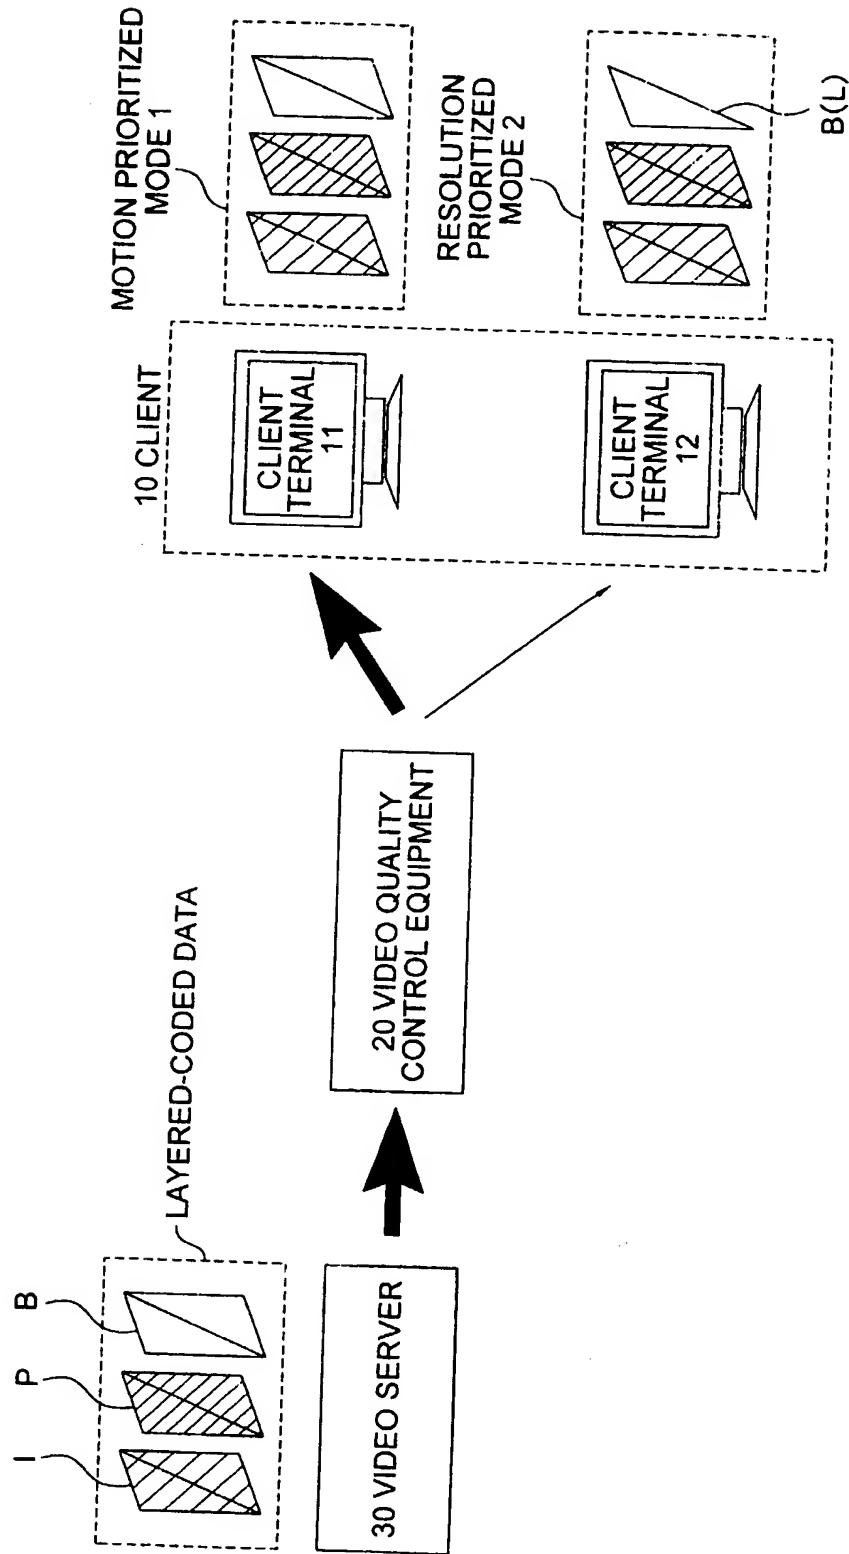 I
P
B
LAYERED-CODED DATA
30 VIDEO SERVER
20 VIDEO QUALITY
CONTROL EQUIPMENT
10 CLIENT
CLIENT
TERMINAL
11
CLIENT
TERMINAL
12
MOTION PRIORITIZED
MODE 1
RESOLUTION
PRIORITIZED
MODE 2
B(L)